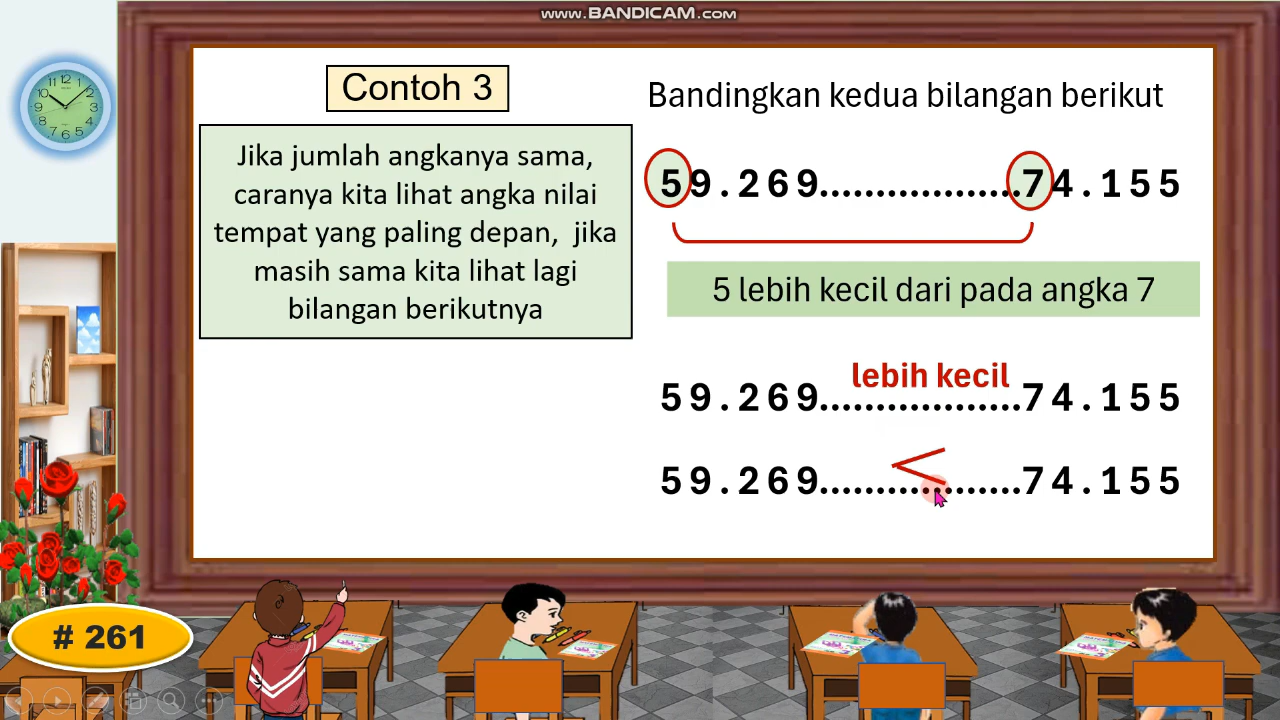 www.BANDICAM.com
Contoh 3
Jika jumlah angkanya sama,
caranya kita lihat angka nilai
tempat yang paling depan, jika
masih sama kita lihat lagi
bilangan berikutnya
Bandingkan kedua bilangan berikut
59.269..................74.155
5 lebih kecil dari pada angka 7
lebih kecil
59.269..................74.155
<
59.269..................74.155
# 261